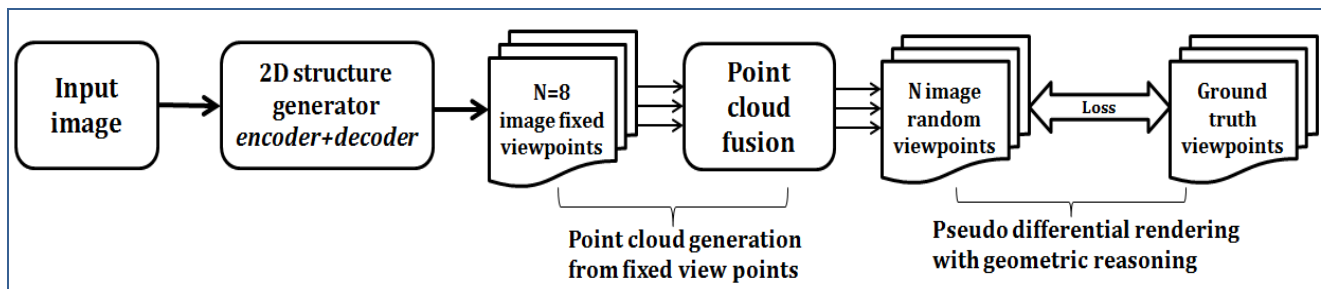 Input
image
2D structure
generator
encoder+decoder
N=8
image fixed
viewpoints
Point
cloud
fusion
N image
random
viewpoints
Loss
Ground
truth
viewpoints
Point cloud generation
from fixed view points
Pseudo differential rendering
with geometric reasoning